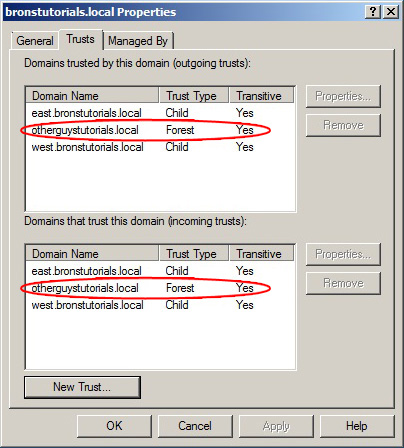 bronstutorials.local Properties
General Trusts Managed By
Domains trusted by this domain (outgoing trusts):
Domain Name Trust Type Transitive
east.bronstutorials.local Child Yes
otherguystutorials.local Forest Yes
west.bronstutorials.local Child Yes
Properties...
Remove
Domains that trust this domain (incoming trusts):
Domain Name Trust Type Transitive
east.bronstutorials.local Child Yes
otherguystutorials.local Forest Yes
west.bronstutorials.local Child Yes
Properties...
Remove
New Trust...
OK Cancel Apply Help